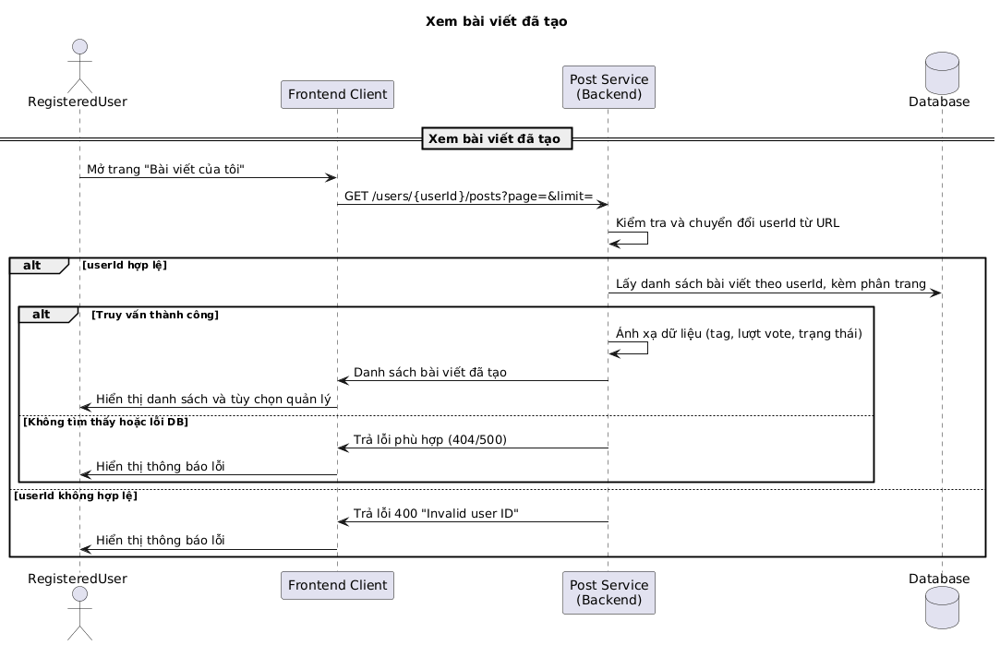 Xem bài viết đã tạo
RegisteredUser
Frontend Client
Post Service
(Backend)
Database
Xem bài viết đã tạo
Mở trang "Bài viết của tôi"
GET /users/{userId}/posts?page=&limit=
Kiểm tra và chuyển đổi userId từ URL
alt
[userId hợp lệ]
Lấy danh sách bài viết theo userId, kèm phân trang
alt
[Truy vấn thành công]
Ánh xạ dữ liệu (tag, lượt vote, trạng thái)
Danh sách bài viết đã tạo
Hiển thị danh sách và tùy chọn quản lý
[Không tìm thấy hoặc lỗi DB]
Trả lỗi phù hợp (404/500)
Hiển thị thông báo lỗi
[userId không hợp lệ]
Trả lỗi 400 "Invalid user ID"
Hiển thị thông báo lỗi
RegisteredUser
Frontend Client
Post Service
(Backend)
Database